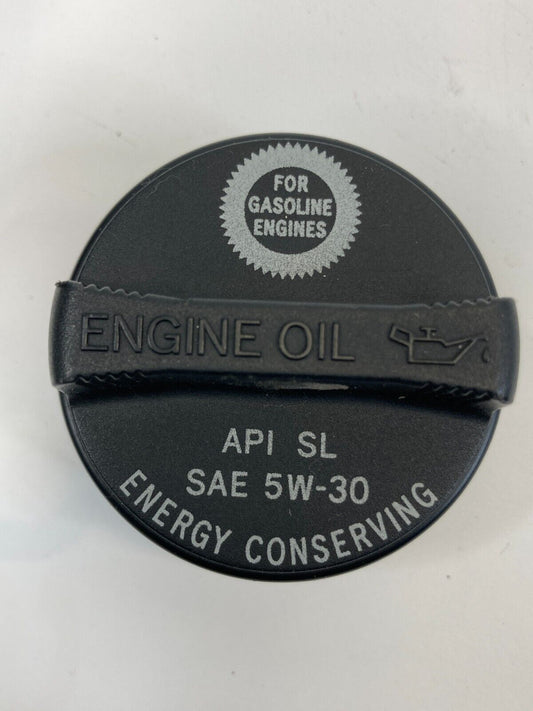 FOR
GASOLINE
ENGINES
ENGINE OIL
API SL
SAE 5W-30
ENERGY CONSERVING